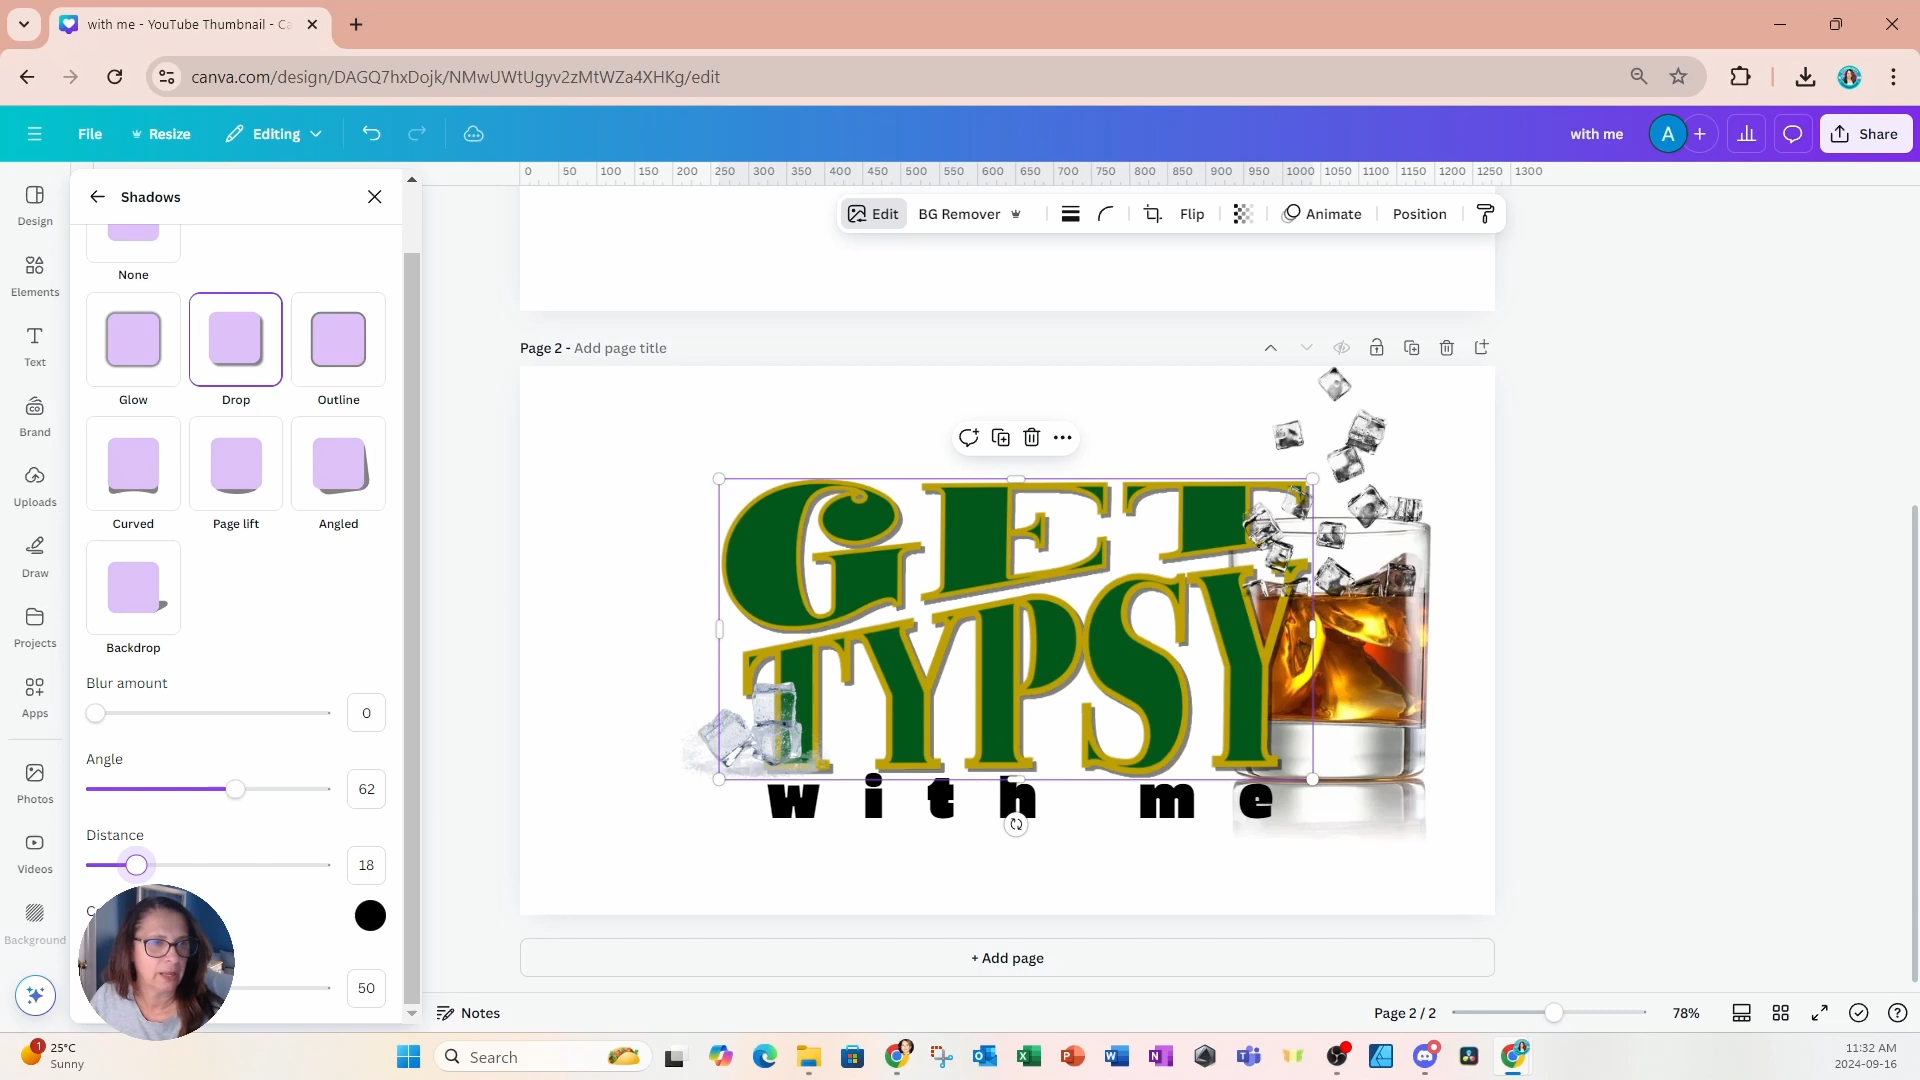 with me - YouTube Thumbnail - Ca
canva.com/design/DAGQ7hxDojk/NMwUWtUgyv2zMtWZa4XHKg/edit
File
Resize
Editing
with me
A
Share
0 50 100 150 200 250 300 350 400 450 500 550 600 650 700 750 800 850 900 950 1000 1050 1100 1150 1200 1250 1300
Design
Elements
Text
Brand
Uploads
Draw
Projects
Apps
Photos
Videos
Background
Shadows
None
Glow
Drop
Outline
Curved
Page lift
Angled
Backdrop
Blur amount
0
Angle
62
Distance
18
50
Edit
BG Remover
Flip
Animate
Position
Page 2 - Add page title
GET
TYPSY
with me
+ Add page
Notes
Page 2 / 2
78%
1
25°C
Sunny
Search
11:32 AM
2024-09-16